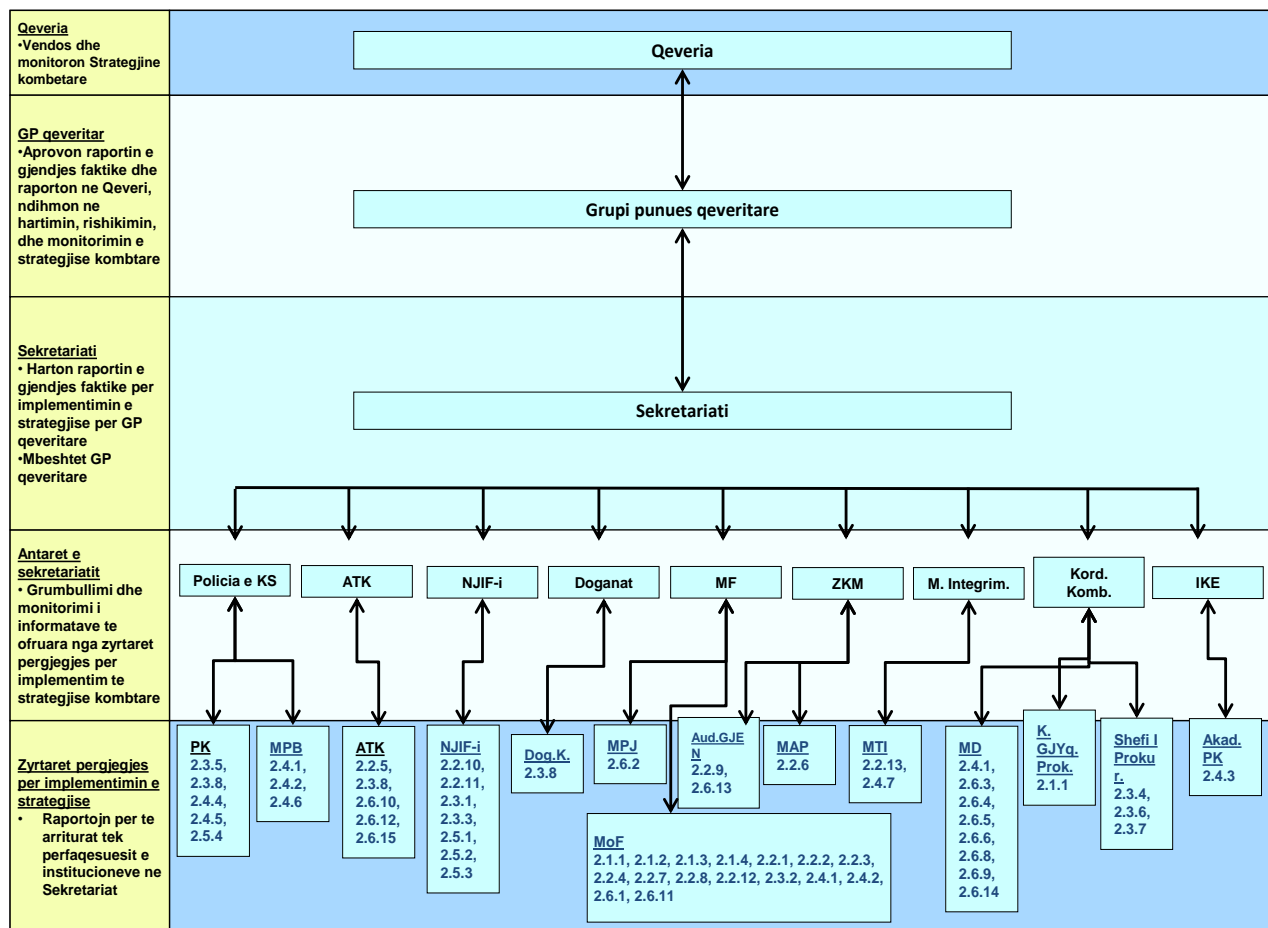 Qeveria
•Vendos dhe
monitoron Strategjine
kombetare
Qeveria
GP qeveritar
•Aprovon raportin e
gjendjes faktike dhe
raporton ne Qeveri,
ndihmon ne
hartimin, rishikimin,
dhe monitorimin e
strategjise kombtare
Grupi punues qeveritare
Sekretariati
• Harton raportin e
gjendjes faktike per
implementimin e
strategjise per GP
qeveritare
•Mbeshtet GP
qeveritare
Sekretariati
Antaret e
sekretariatit
• Grumbullimi dhe
monitorimi i
informatave te
ofruara nga zyrtaret
pergjegjes per
implementim te
strategjise kombtare
Policia e KS
ATK
NJIF-i
Doganat
MF
ZKM
M. Integrim.
Kord.
Komb.
IKE
Zyrtaret pergjegjes
per implementimin e
strategjise
• Raportojn per te
arriturat tek
perfaqesuesit e
institucioneve ne
Sekretariat
PK
2.3.5,
2.3.8,
2.4.4,
2.4.5,
2.5.4
MPB
2.4.1,
2.4.2,
2.4.6
ATK
2.2.5,
2.3.8,
2.6.10,
2.6.12,
2.6.15
NJIF-i
2.2.10,
2.2.11,
2.3.1,
2.3.3,
2.5.1,
2.5.2,
2.5.3
Dog.K.
2.3.8
MPJ
2.6.2
Aud.GJE
N
2.2.9,
2.6.13
MAP
2.2.6
MTI
2.2.13,
2.4.7
MD
2.4.1,
2.6.3,
2.6.4,
2.6.5,
2.6.6,
2.6.8,
2.6.9,
2.6.14
K.
GJYq.
Prok.
2.1.1
Shefi I
Prokur
r.
2.3.4,
2.3.6,
2.3.7
Akad.
PK
2.4.3
MoF
2.1.1, 2.1.2, 2.1.3, 2.1.4, 2.2.1, 2.2.2, 2.2.3,
2.2.4, 2.2.7, 2.2.8, 2.2.12, 2.3.2, 2.4.1, 2.4.2,
2.6.1, 2.6.11